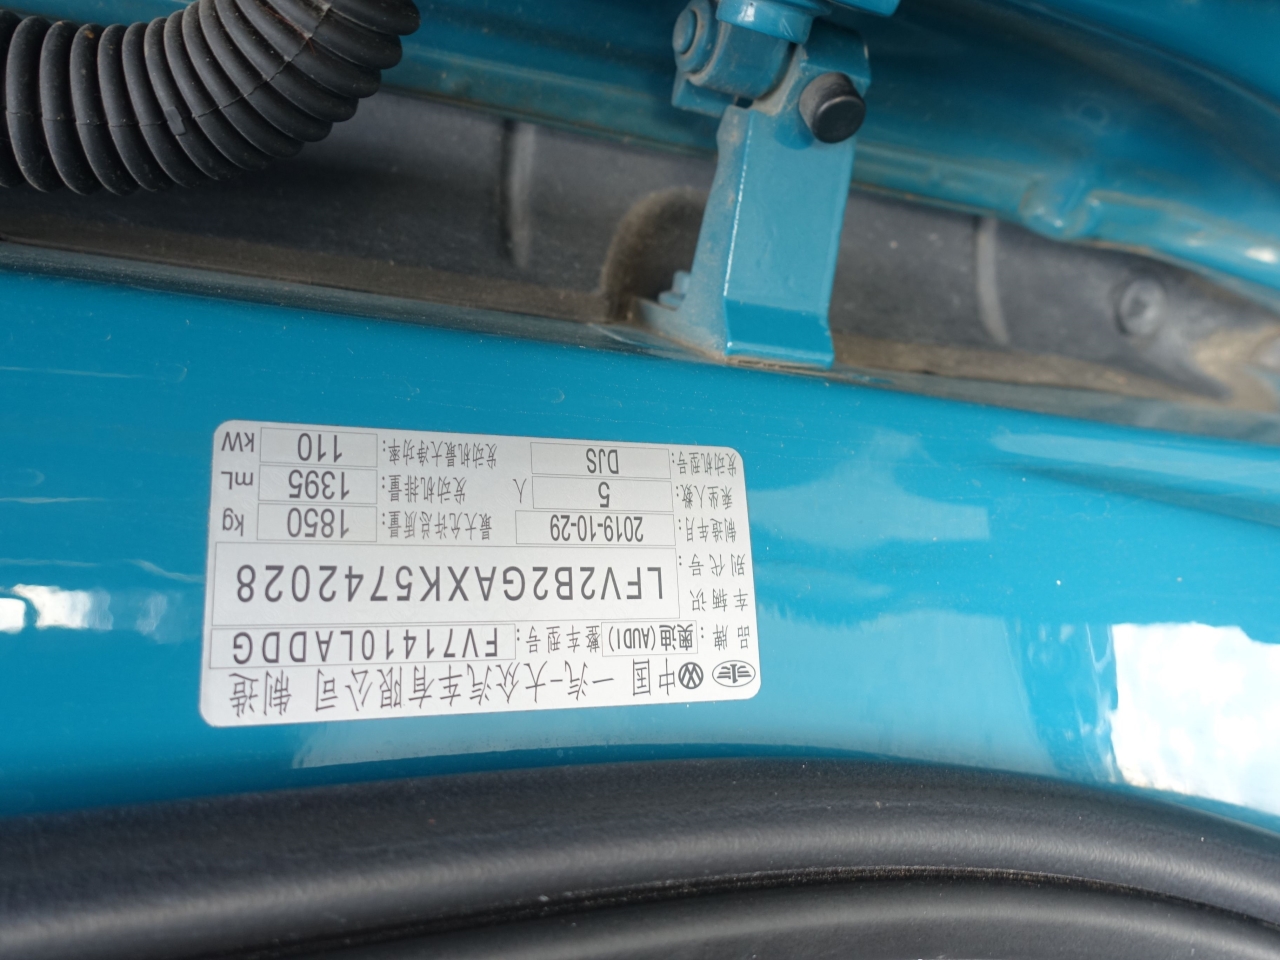 中国 一汽-大众汽车有限公司 制造
品牌：奥迪(AUDI) 整车型号：FV71410LADDG
车辆识别代号：LFV2B2GAXK5742028
制造年月：2019-10-29 最大允许总质量：1850 kg
乘坐人数：5 人 发动机排量：1395 mL
发动机型号：DJS 发动机最大净功率：110 kW